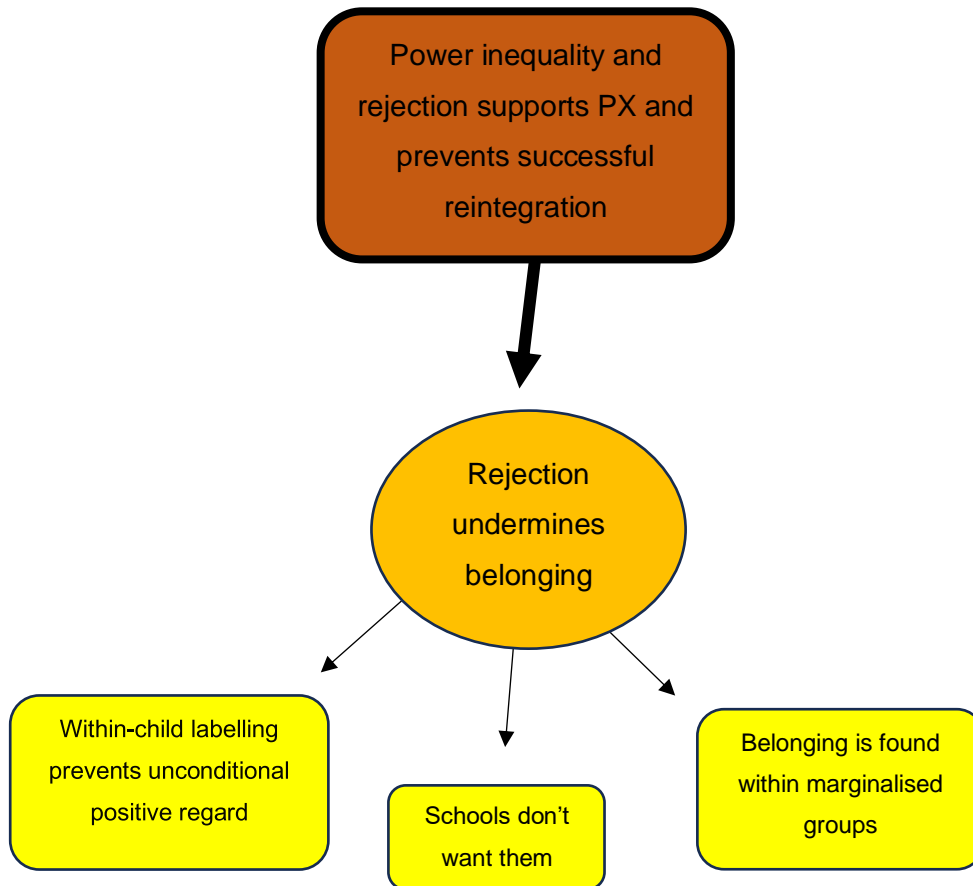 Power inequality and
rejection supports PX and
prevents successful
reintegration
Rejection
undermines
belonging
Within-child labelling
prevents unconditional
positive regard
Schools don’t
want them
Belonging is found
within marginalised
groups